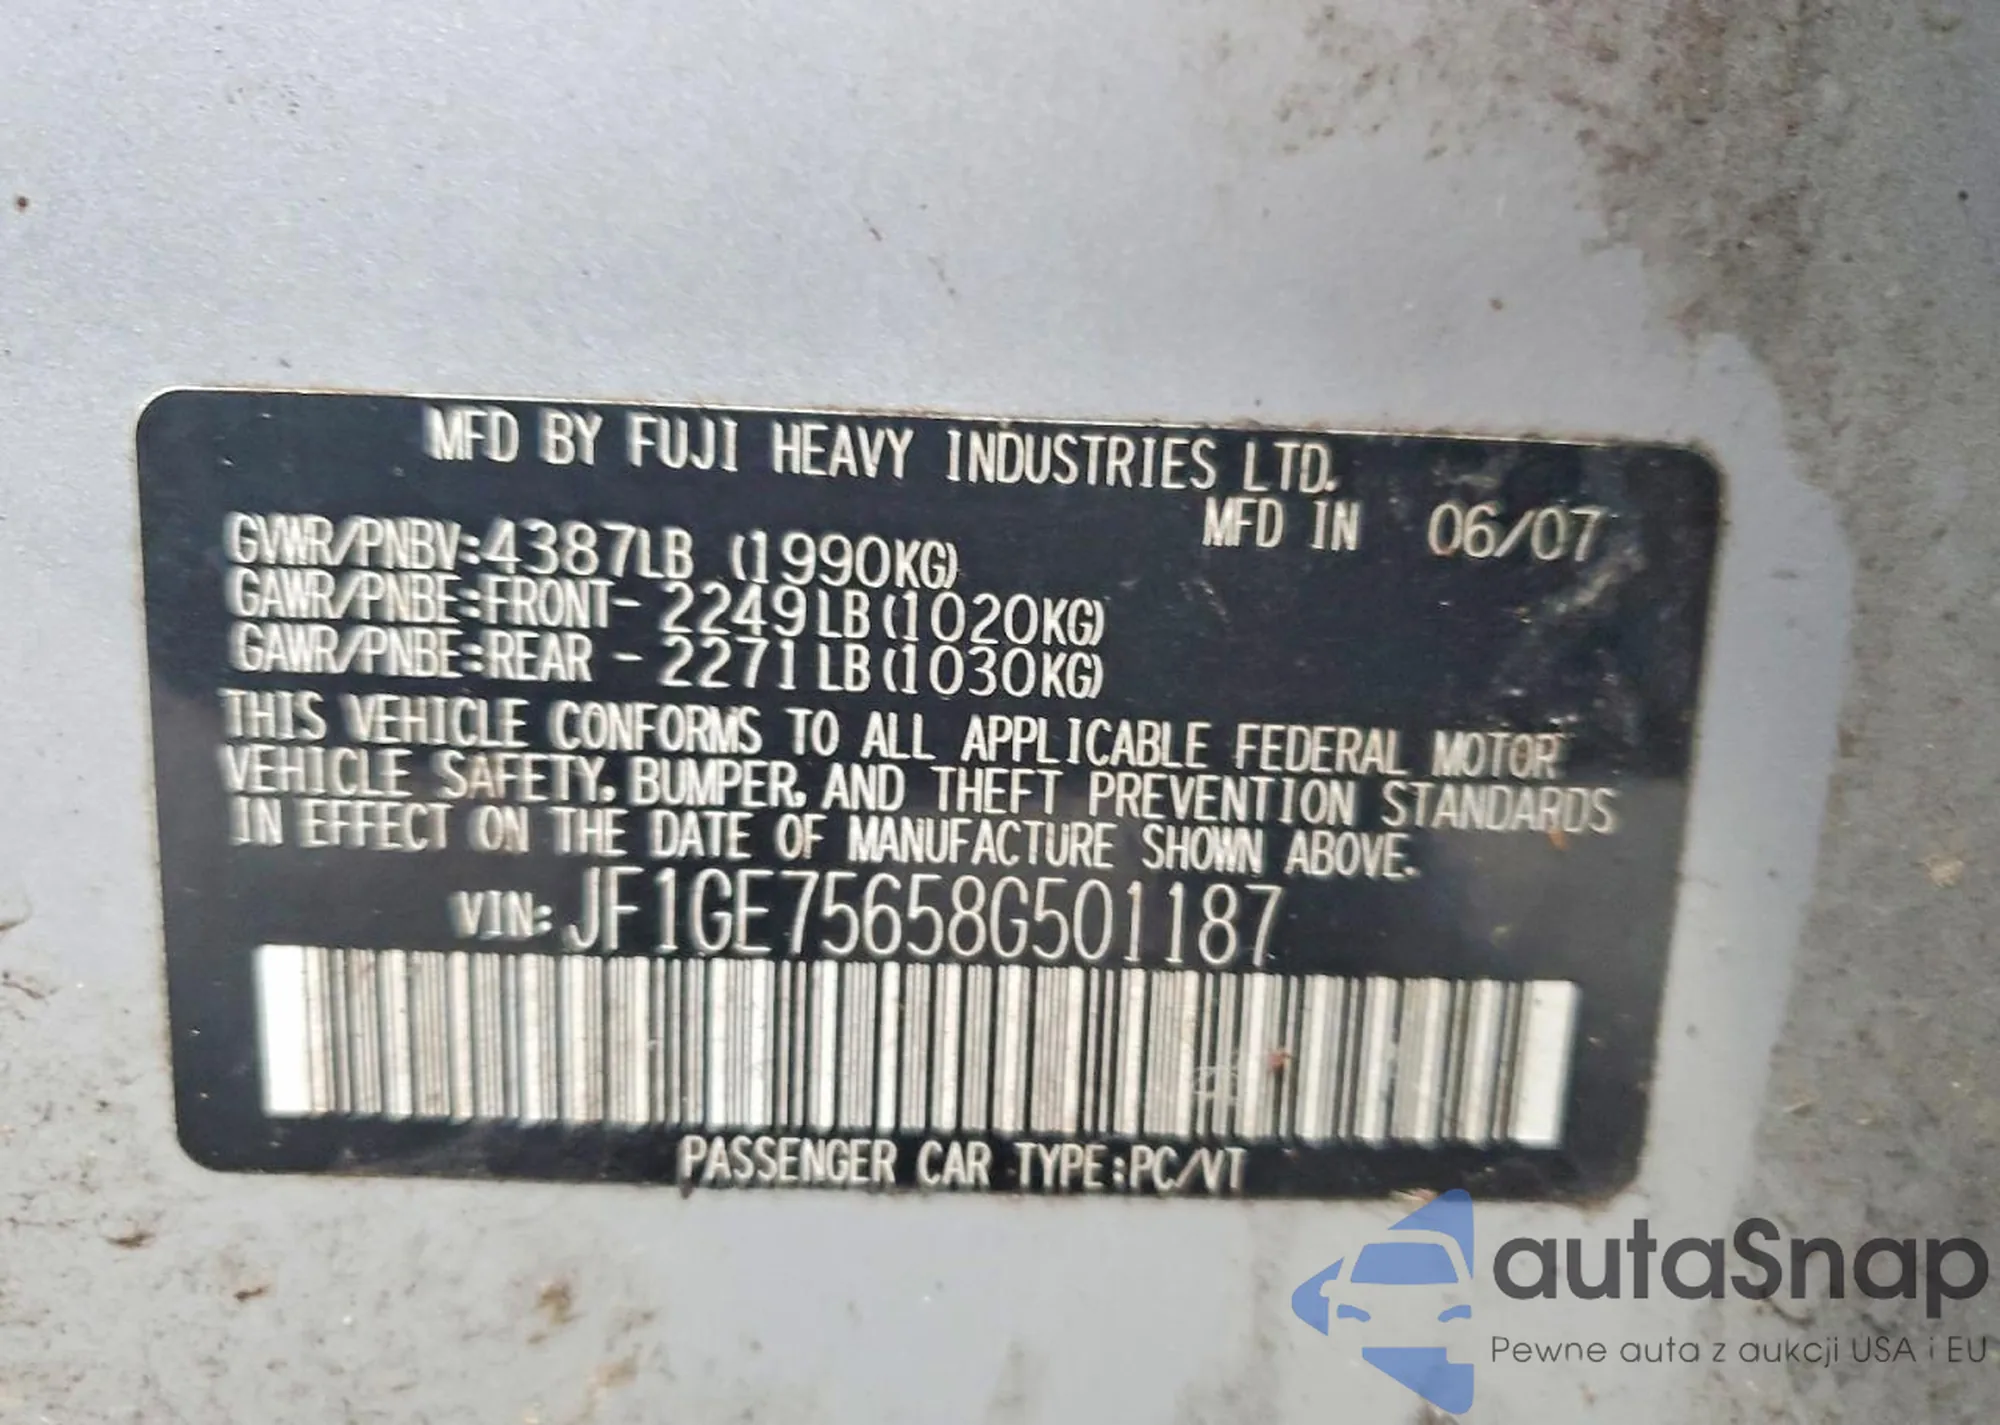 MFD BY FUJI HEAVY INDUSTRIES LTD.
MFD IN 06/07
GVWR/PNBV:4387LB (1990KG)
GAWR/PNBE:FRONT- 2249LB(1020KG)
GAWR/PNBE:REAR - 2271LB(1030KG)
THIS VEHICLE CONFORMS TO ALL APPLICABLE FEDERAL MOTOR
VEHICLE SAFETY, BUMPER, AND THEFT PREVENTION STANDARDS
IN EFFECT ON THE DATE OF MANUFACTURE SHOWN ABOVE.
VIN: JF1GE75658G501187
PASSENGER CAR TYPE:PC/VT
autaSnap
Pewne auta z aukcji USA i EU